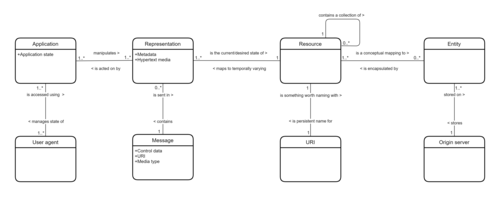 contains a collection of >
Application
+Application state
manipulates >
1..*
1..*
< is acted on by
Representation
+Metadata
+Hypertext media
is the current/desired state of >
1..*
1
< maps to temporally varying
Resource
1
0..*
is a conceptual mapping to >
1..*
1..*
< is encapsulated by
Entity
1..*
is accessed using >
< manages state of
1..*
0..*
is sent in >
< contains
1
1
is something worth naming with >
< is persistent name for
1
1..*
stored on >
< stores
1
User agent
Message
+Control data
+URI
+Media type
URI
Origin server